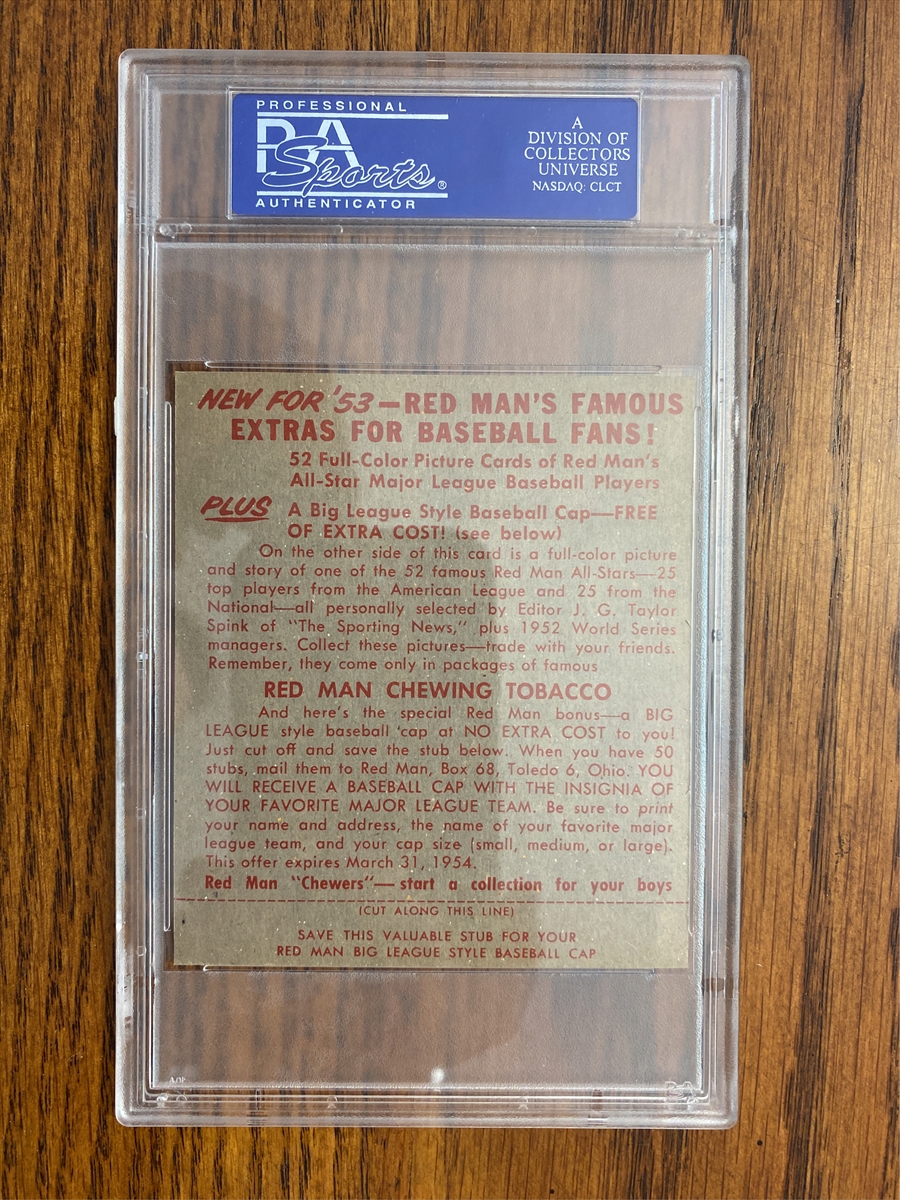 PROFESSIONAL
PSA
Sports®
AUTHENTICATOR
A
DIVISION OF
COLLECTORS
UNIVERSE
NASDAQ: CLCT
NEW FOR '53—RED MAN'S FAMOUS
EXTRAS FOR BASEBALL FANS!
52 Full-Color Picture Cards of Red Man's
All-Star Major League Baseball Players
PLUS A Big League Style Baseball Cap—FREE
OF EXTRA COST! (see below)
On the other side of this card is a full-color picture
and story of one of the 52 famous Red Man All-Stars—25
top players from the American League and 25 from the
National—all personally selected by Editor J. G. Taylor
Spink of "The Sporting News," plus 1952 World Series
managers. Collect these pictures—trade with your friends.
Remember, they come only in packages of famous
RED MAN CHEWING TOBACCO
And here's the special Red Man bonus—a BIG
LEAGUE style baseball cap at NO EXTRA COST to you!
Just cut off and save the stub below. When you have 50
stubs, mail them to Red Man, Box 68, Toledo 6, Ohio. YOU
WILL RECEIVE A BASEBALL CAP WITH THE INSIGNIA OF
YOUR FAVORITE MAJOR LEAGUE TEAM. Be sure to print
your name and address, the name of your favorite major
league team, and your cap size (small, medium, or large).
This offer expires March 31, 1954.
Red Man "Chewers"—start a collection for your boys
(CUT ALONG THIS LINE)
SAVE THIS VALUABLE STUB FOR YOUR
RED MAN BIG LEAGUE STYLE BASEBALL CAP